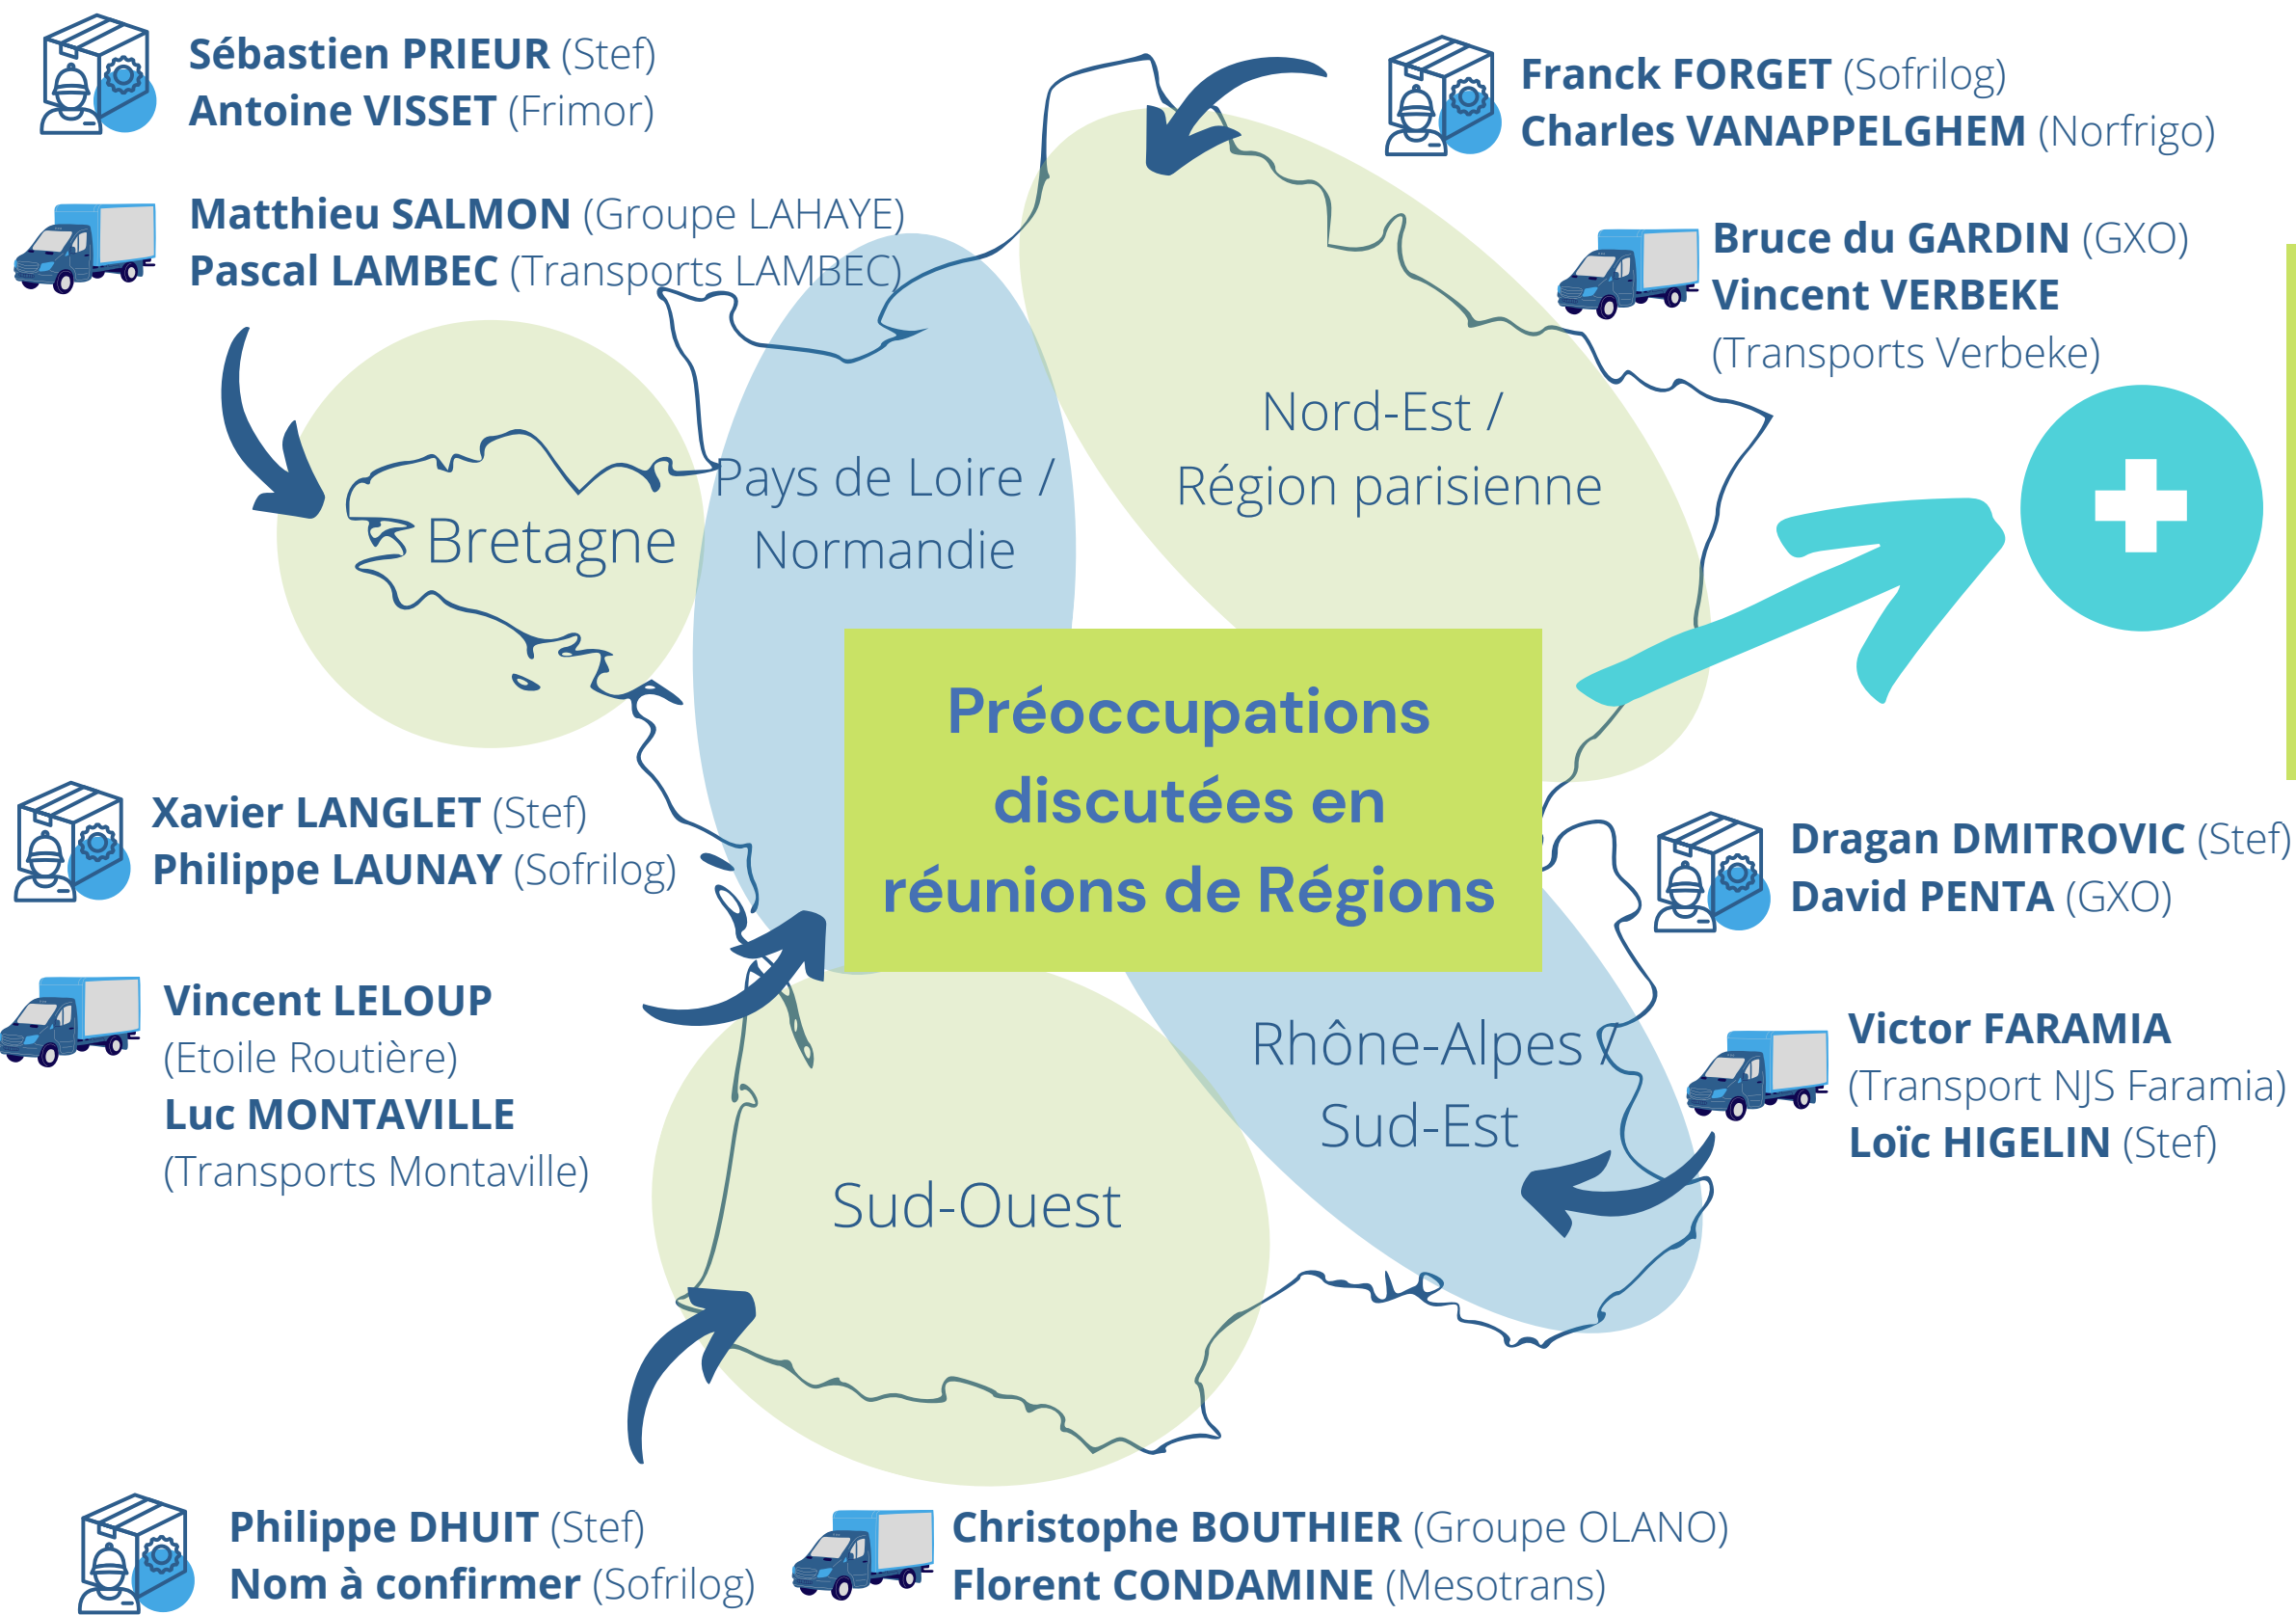 Sébastien PRIEUR (Stef)
Antoine VISSET (Frimor)
Matthieu SALMON (Groupe LAHAYE)
Pascal LAMBEC (Transports LAMBEC)
Franck FORGET (Sofrilog)
Charles VANAPPELGHEM (Norfrigo)
Bruce du GARDIN (GXO)
Vincent VERBEKE
(Transports Verbeke)
Nord-Est /
Région parisienne
Pays de Loire /
Normandie
Bretagne
Préoccupations
discutées en
réunions de Régions
Xavier LANGLET (Stef)
Philippe LAUNAY (Sofrilog)
Vincent LELOUP
(Etoile Routière)
Luc MONTAVILLE
(Transports Montaville)
Dragan DMITROVIC (Stef)
David PENTA (GXO)
Victor FARAMIA
(Transport NJS Faramia)
Loïc HIGELIN (Stef)
Rhône-Alpes /
Sud-Est
Sud-Ouest
Philippe DHUIT (Stef)
Nom à confirmer (Sofrilog)
Christophe BOUTHIER (Groupe OLANO)
Florent CONDAMINE (Mesotrans)